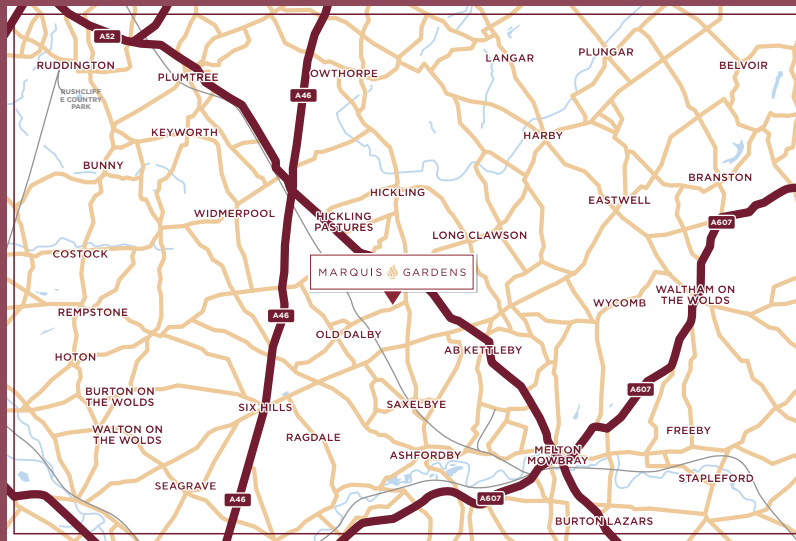 A52
RUDDINGTON
RUSHCLIFF
E COUNTRY
PARK
PLUMTREE
OWTHORPE
LANGAR
PLUNGAR
BELVOIR
A46
KEYWORTH
HARBY
BUNNY
BRANSTON
HICKLING
EASTWELL
WIDMERPOOL
HICKLING
PASTURES
A607
LONG CLAWSON
COSTOCK
MARQUIS GARDENS
WALTHAM ON
THE WOLDS
WYCOMB
REMPSTONE
A46
OLD DALBY
AB KETTLEBY
HOTON
BURTON ON
THE WOLDS
A607
SIX HILLS
SAXELBYE
WALTON ON
THE WOLDS
RAGDALE
FREEBY
ASHFORDBY
MELTON
MOWBRAY
STAPLEFORD
SEAGRAVE
A46
A607
BURTON LAZARS